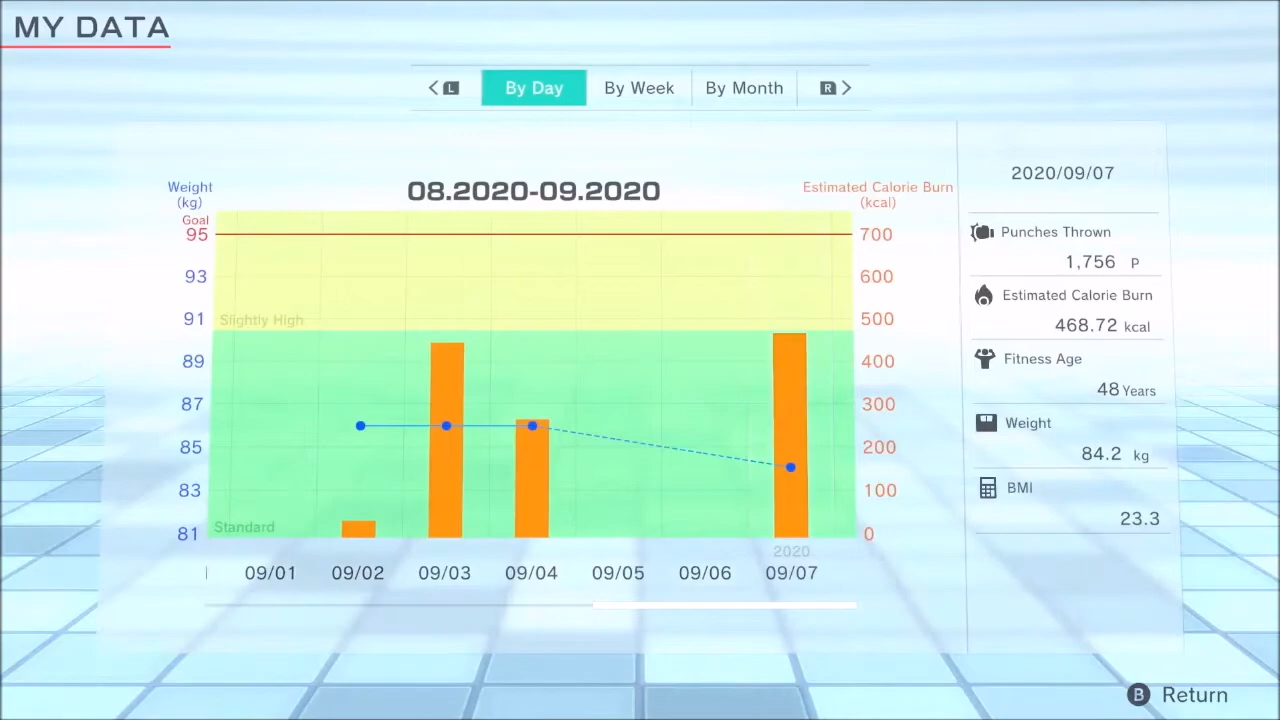 MY DATA
L By Day By Week By Month R
08.2020-09.2020
Weight
(kg)
Estimated Calorie Burn
(kcal)
Goal
95 700
93 600
91 Slightly High 500
89 400
87 300
85 200
83 100
81 Standard 0
2020
09/01 09/02 09/03 09/04 09/05 09/06 09/07
2020/09/07
Punches Thrown
1,756 P
Estimated Calorie Burn
468.72 kcal
Fitness Age
48 Years
Weight
84.2 kg
BMI
23.3
B Return